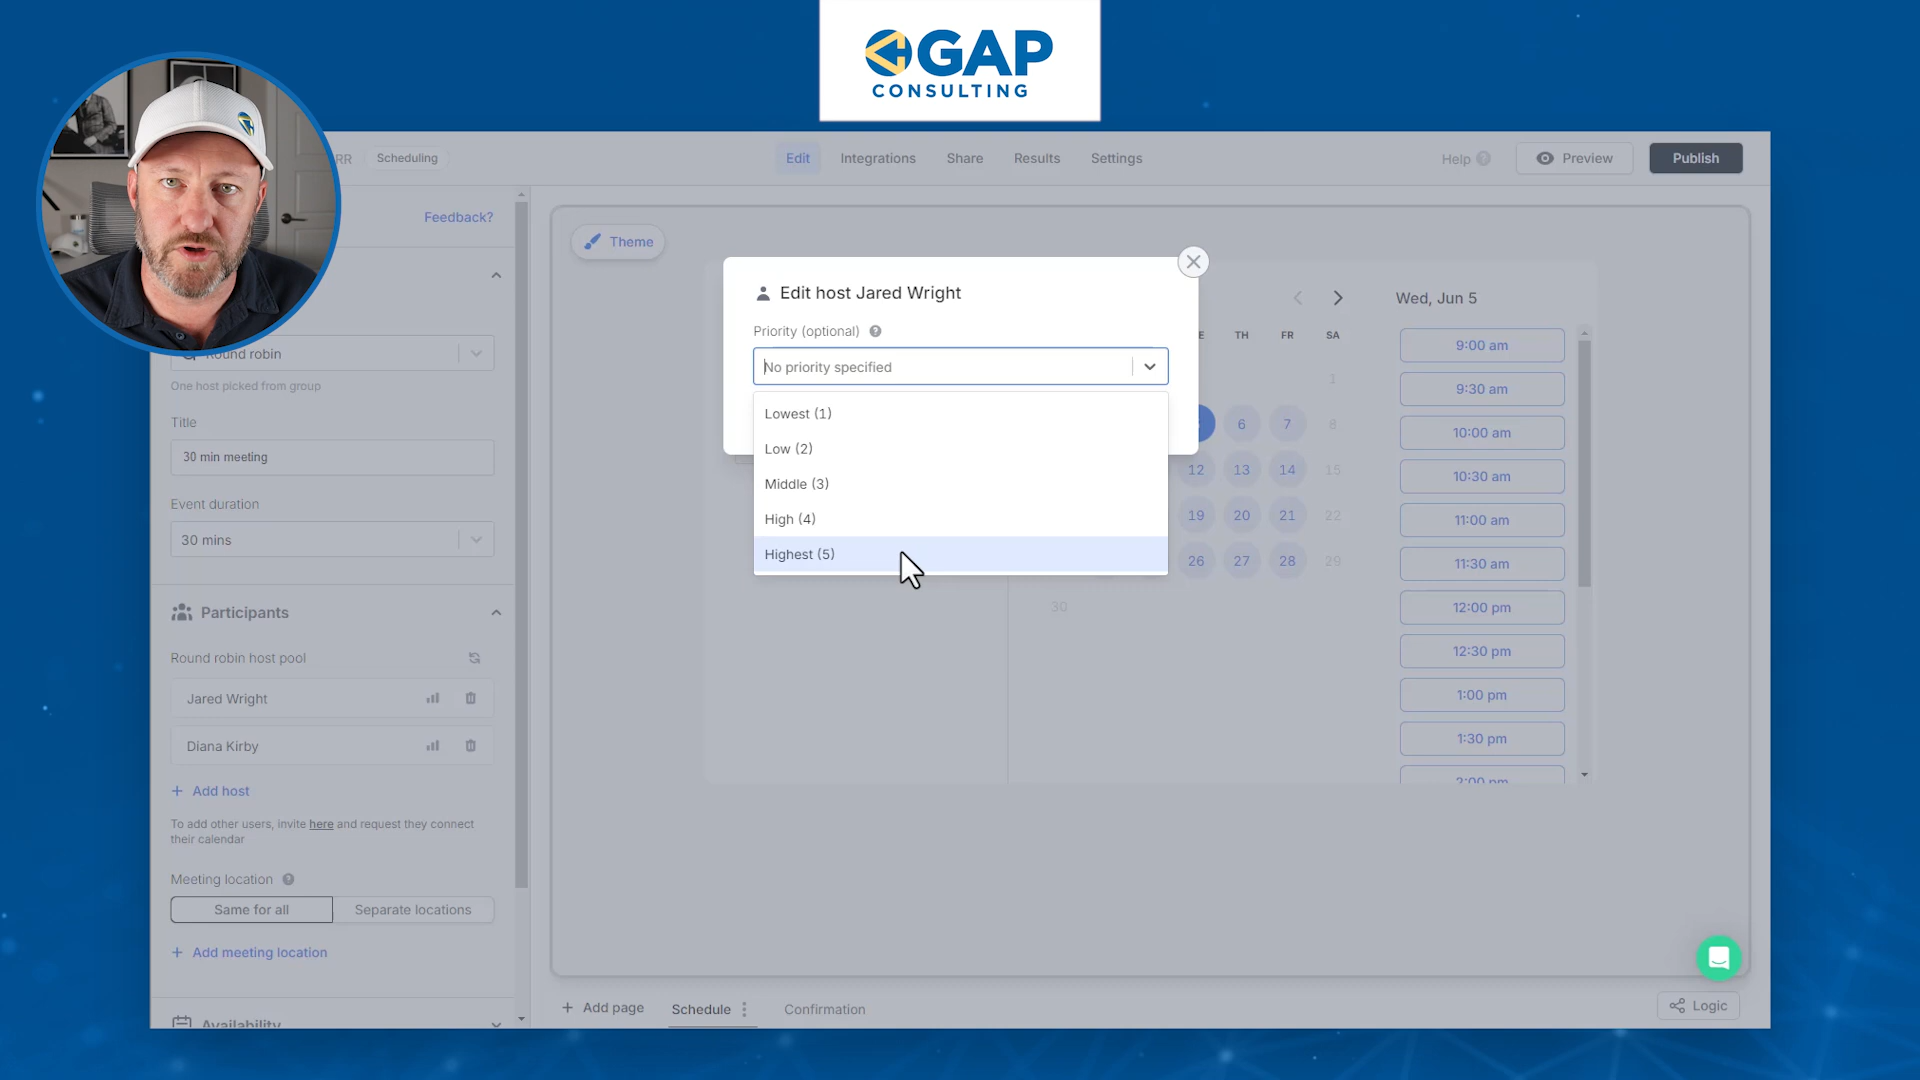 GAP
CONSULTING
RR
Scheduling
Edit
Integrations
Share
Results
Settings
Help
Preview
Publish
Feedback?
Theme
Round robin
One host picked from group
Title
30 min meeting
Event duration
30 mins
Participants
Round robin host pool
Jared Wright
Diana Kirby
+ Add host
To add other users, invite here and request they connect
their calendar
Meeting location
Same for all
Separate locations
+ Add meeting location
Availability
Edit host Jared Wright
Priority (optional)
No priority specified
Lowest (1)
Low (2)
Middle (3)
High (4)
Highest (5)
E TH FR SA
1
6 7 8
12 13 14 15
19 20 21 22
26 27 28 29
30
Wed, Jun 5
9:00 am
9:30 am
10:00 am
10:30 am
11:00 am
11:30 am
12:00 pm
12:30 pm
1:00 pm
1:30 pm
2:00 pm
+ Add page
Schedule
Confirmation
Logic